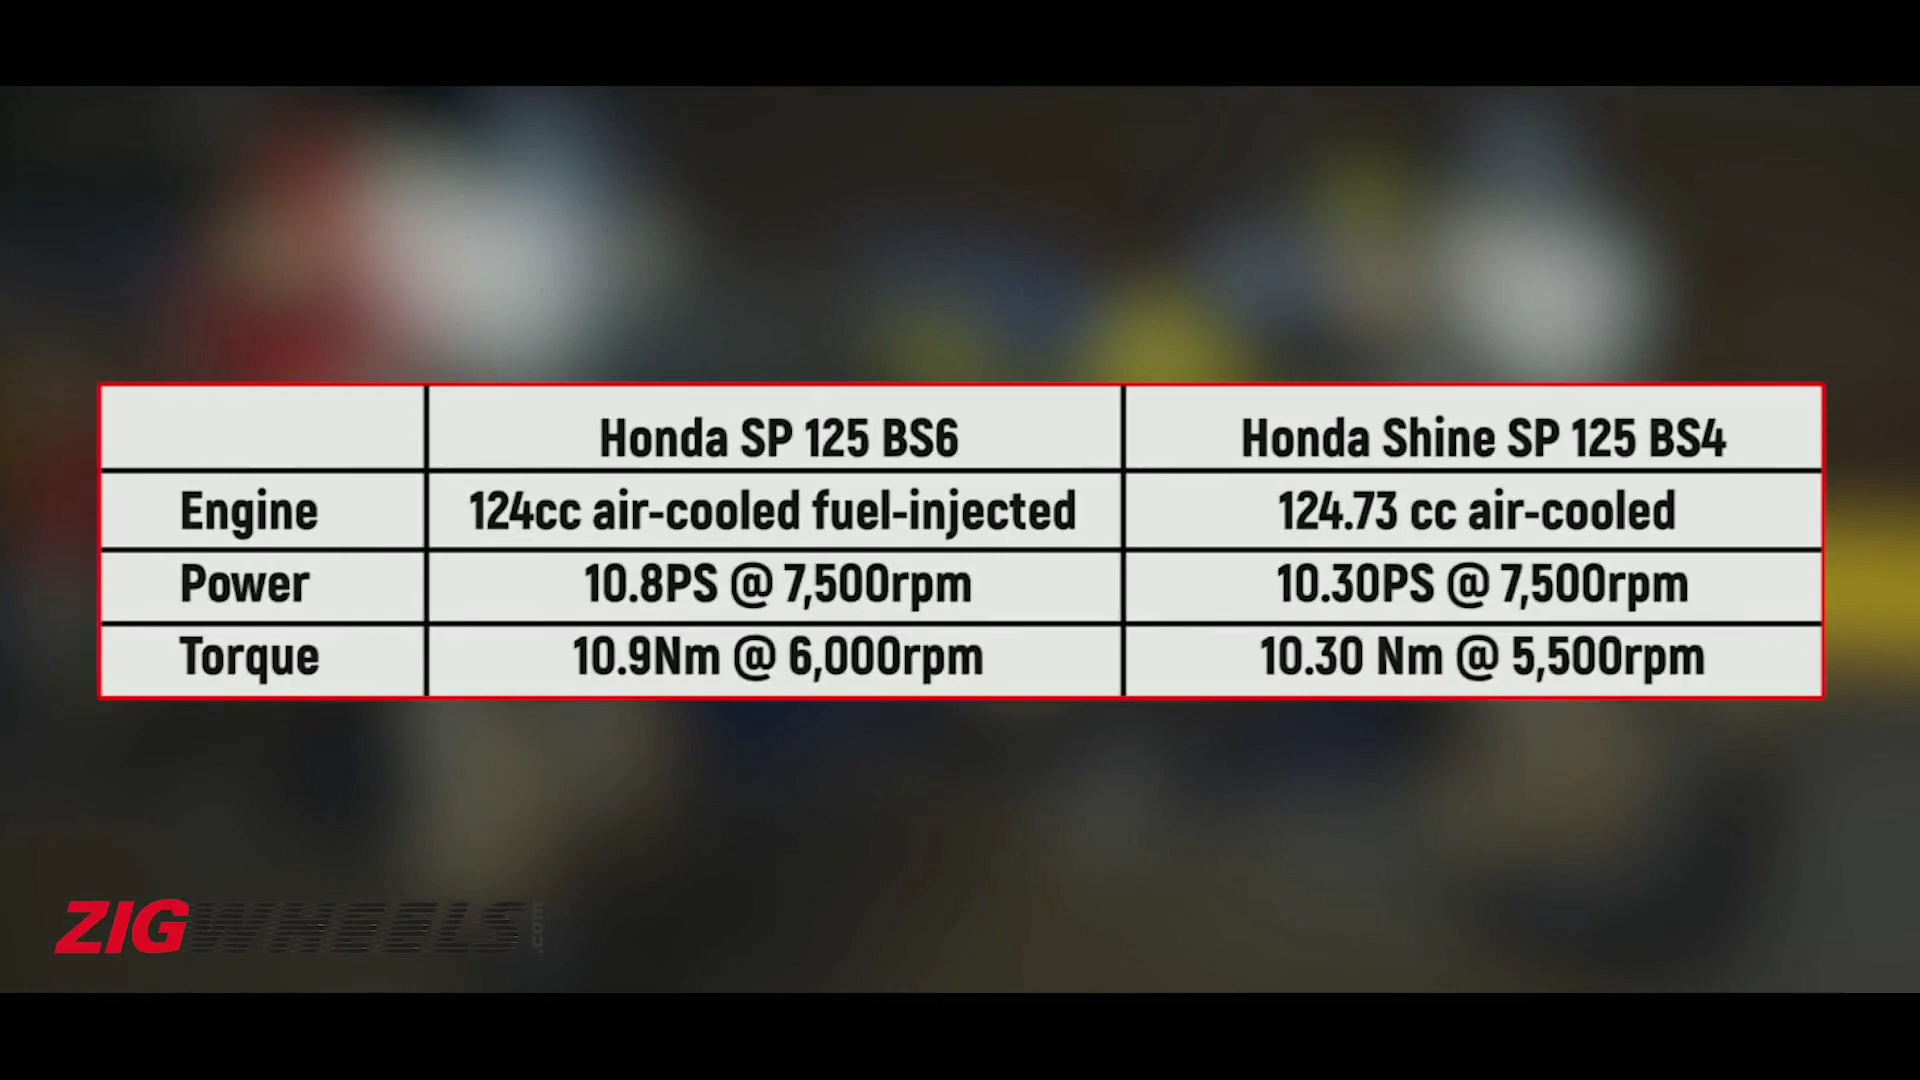 Honda SP 125 BS6 Honda Shine SP 125 BS4
Engine 124cc air-cooled fuel-injected 124.73 cc air-cooled
Power 10.8PS @ 7,500rpm 10.30PS @ 7,500rpm
Torque 10.9Nm @ 6,000rpm 10.30 Nm @ 5,500rpm
ZIGWHEELS.com